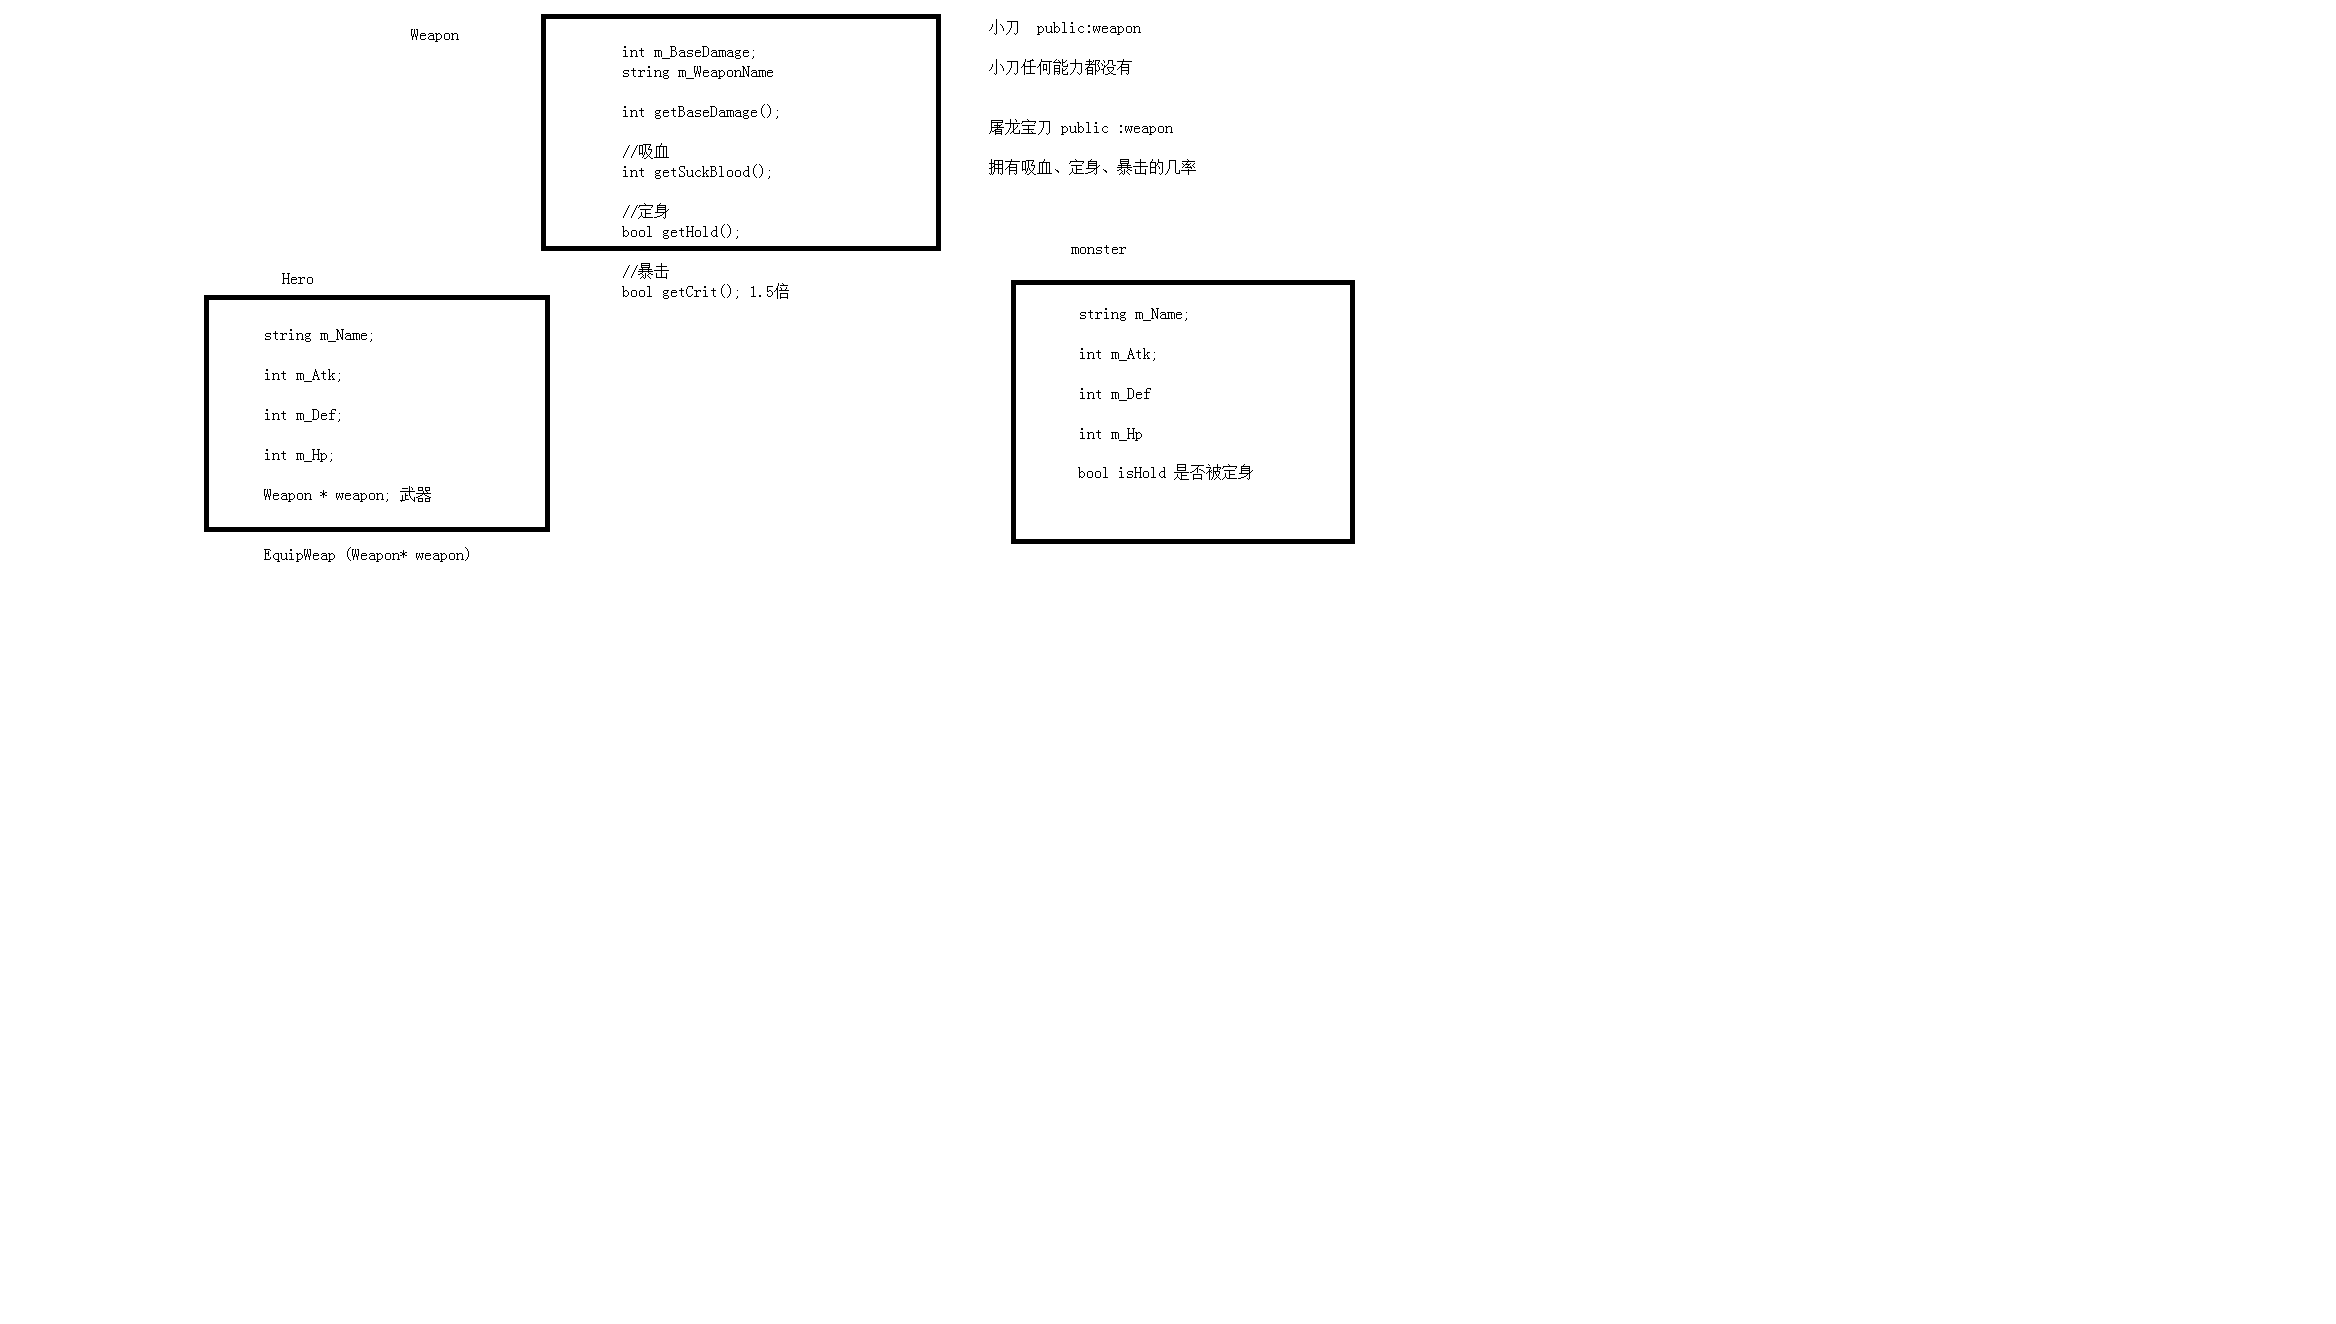 Weapon
int m_BaseDamage;
string m_WeaponName
int getBaseDamage();
//吸血
int getSuckBlood();
//定身
bool getHold();
//暴击
bool getCrit(); 1.5倍
小刀  public:weapon
小刀任何能力都没有
屠龙宝刀 public :weapon
拥有吸血、定身、暴击的几率
Hero
string m_Name;
int m_Atk;
int m_Def;
int m_Hp;
Weapon * weapon; 武器
EquipWeap (Weapon* weapon)
monster
string m_Name;
int m_Atk;
int m_Def
int m_Hp
bool isHold 是否被定身